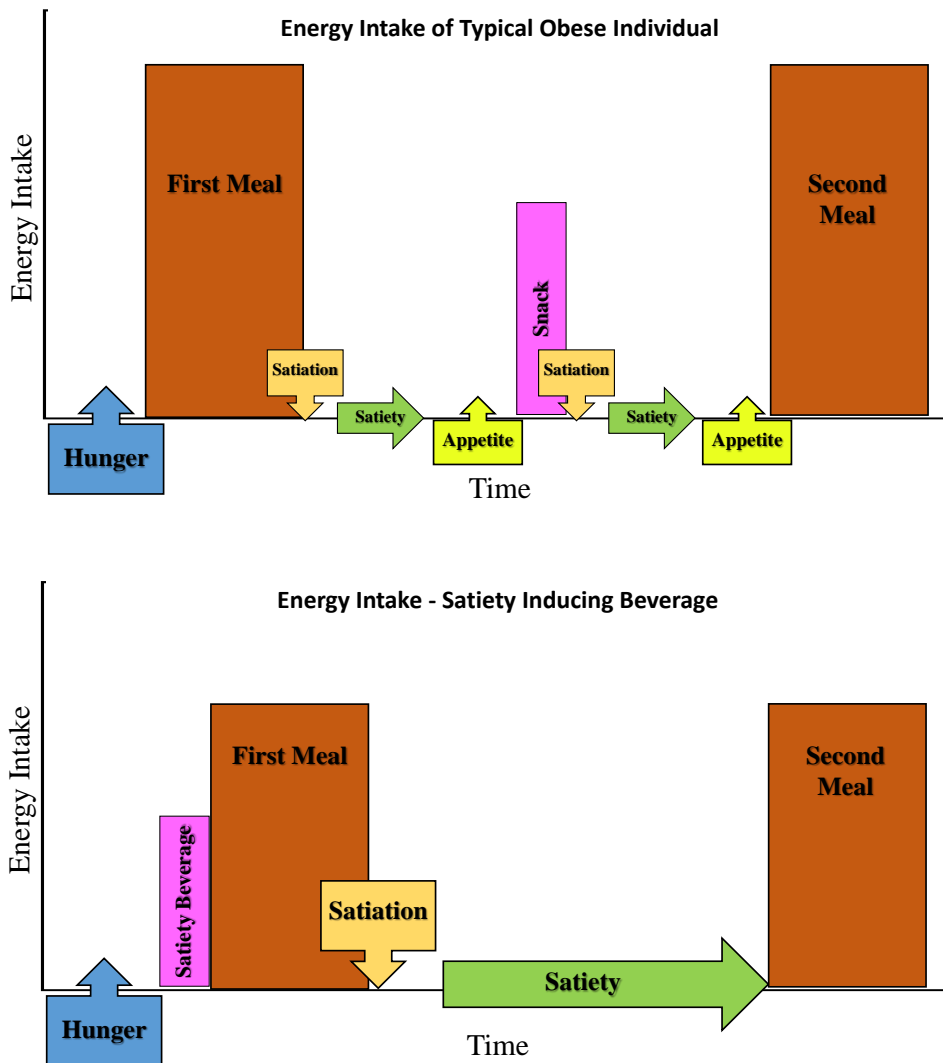 Energy Intake of Typical Obese Individual
Energy Intake
First Meal
Second
Meal
Snack
Satiation
Satiation
Satiety
Satiety
Hunger
Appetite
Appetite
Time
Energy Intake - Satiety Inducing Beverage
Energy Intake
First Meal
Second
Meal
Satiety Beverage
Satiation
Satiety
Hunger
Time